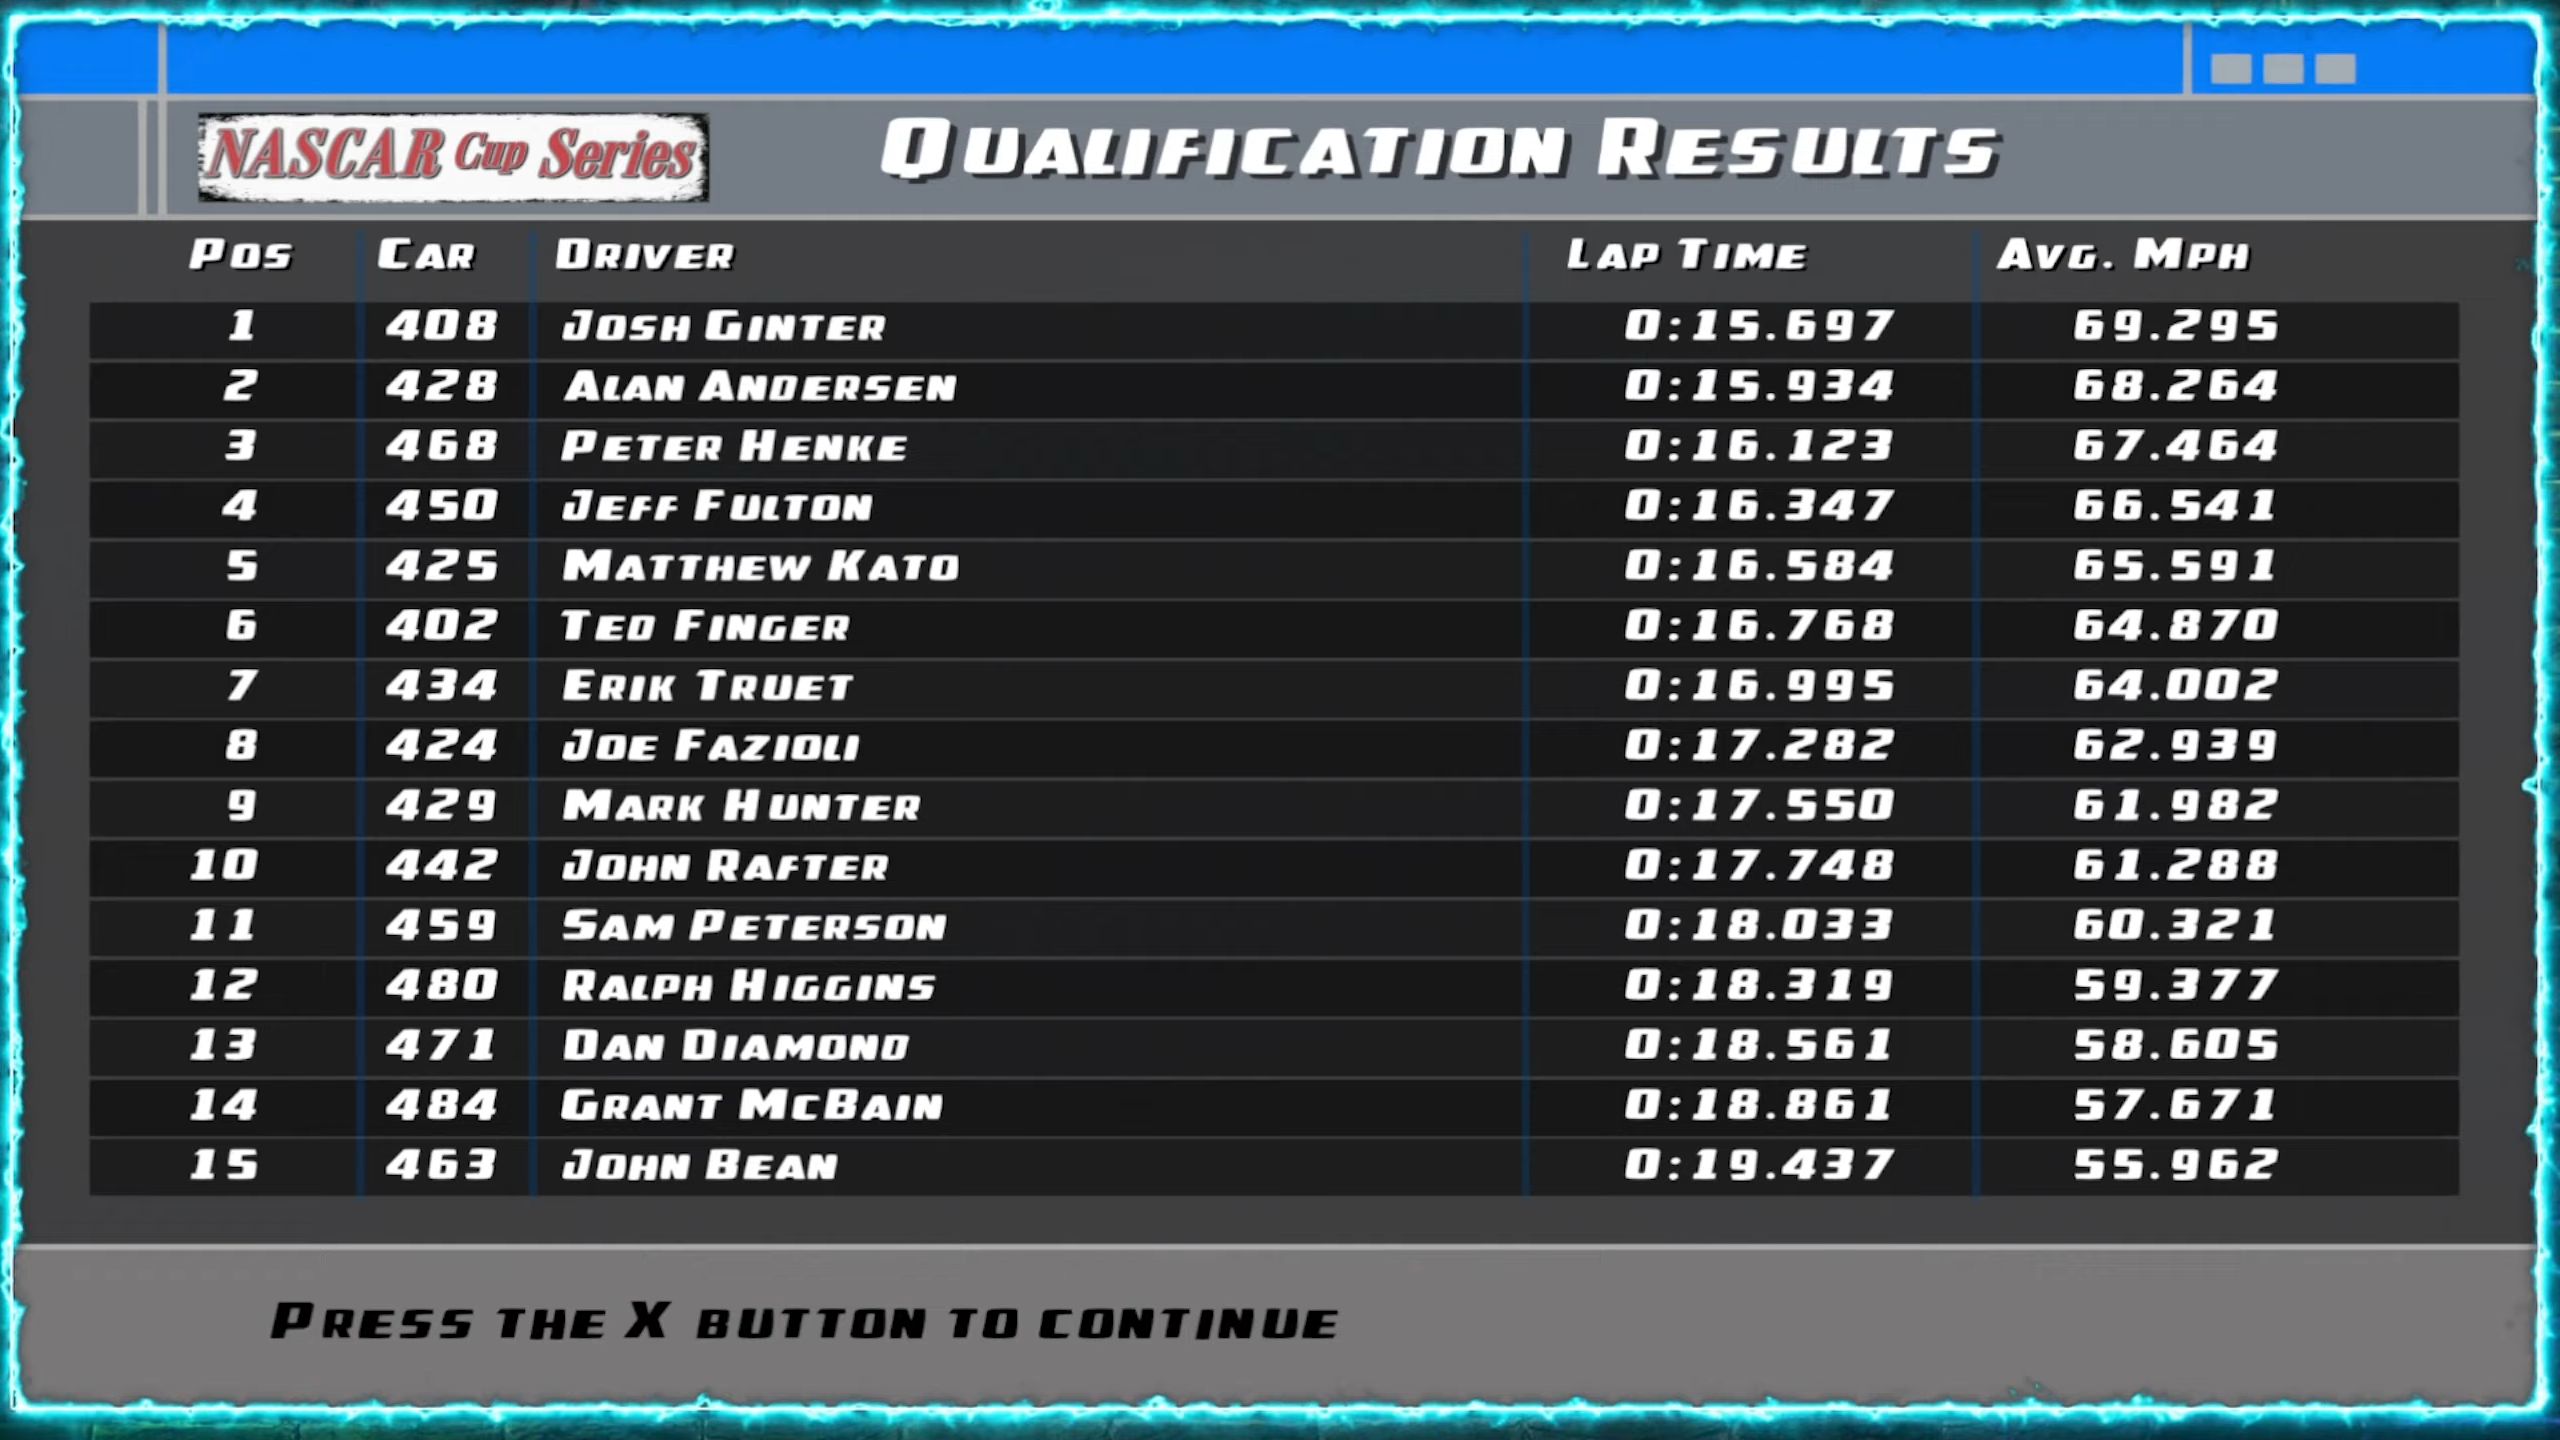 NASCAR Cup Series
Qualification Results
Pos Car Driver Lap Time Avg. Mph
1 408 Josh Ginter 0:15.697 69.295
2 428 Alan Andersen 0:15.934 68.264
3 468 Peter Henke 0:16.123 67.464
4 450 Jeff Fulton 0:16.347 66.541
5 425 Matthew Kato 0:16.584 65.591
6 402 Ted Finger 0:16.768 64.870
7 434 Erik Truet 0:16.995 64.002
8 424 Joe Fazioli 0:17.282 62.939
9 429 Mark Hunter 0:17.550 61.982
10 442 John Rafter 0:17.748 61.288
11 459 Sam Peterson 0:18.033 60.321
12 480 Ralph Higgins 0:18.319 59.377
13 471 Dan Diamond 0:18.561 58.605
14 484 Grant McBain 0:18.861 57.671
15 463 John Bean 0:19.437 55.962
Press the X button to continue